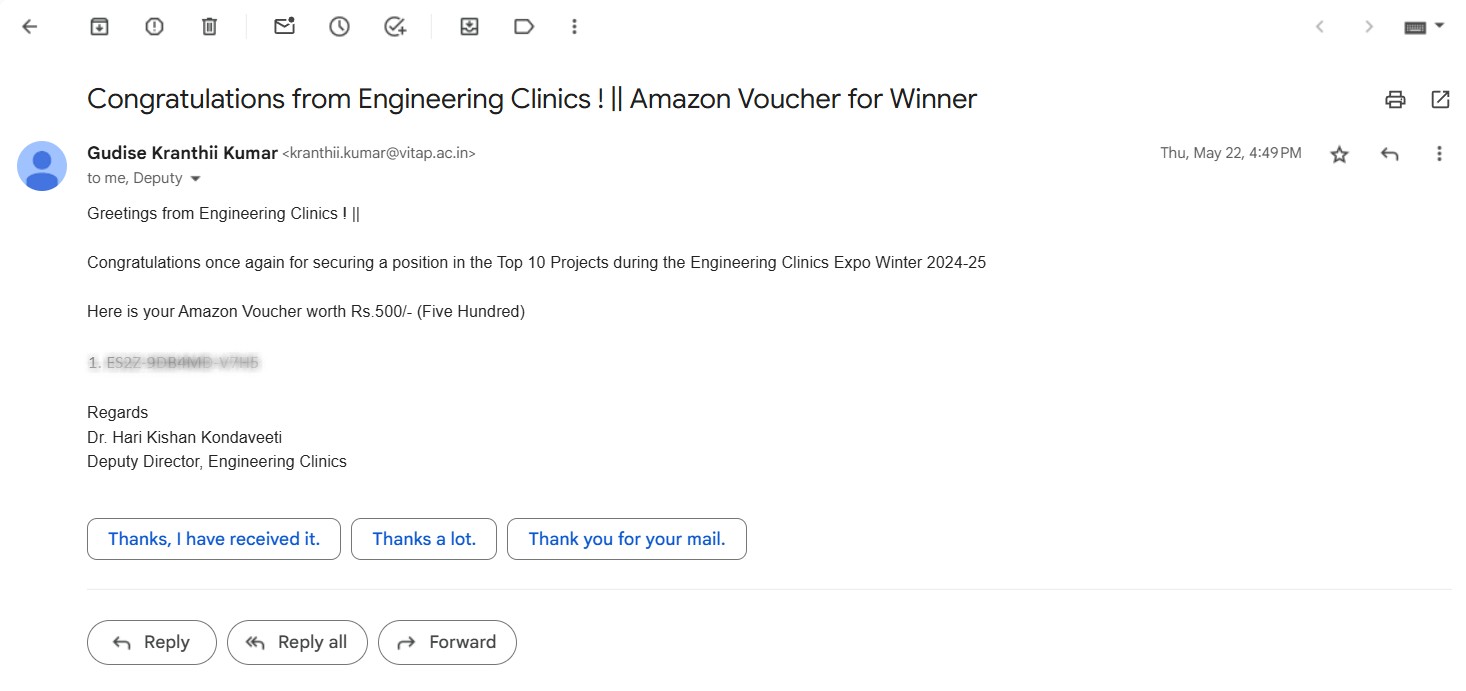 Congratulations from Engineering Clinics ! || Amazon Voucher for Winner
Gudise Kranthii Kumar <kranthii.kumar@vitap.ac.in>
Thu, May 22, 4:49 PM
to me, Deputy
Greetings from Engineering Clinics ! ||
Congratulations once again for securing a position in the Top 10 Projects during the Engineering Clinics Expo Winter 2024-25
Here is your Amazon Voucher worth Rs.500/- (Five Hundred)
1.
Regards
Dr. Hari Kishan Kondaveeti
Deputy Director, Engineering Clinics
Thanks, I have received it.
Thanks a lot.
Thank you for your mail.
Reply
Reply all
Forward